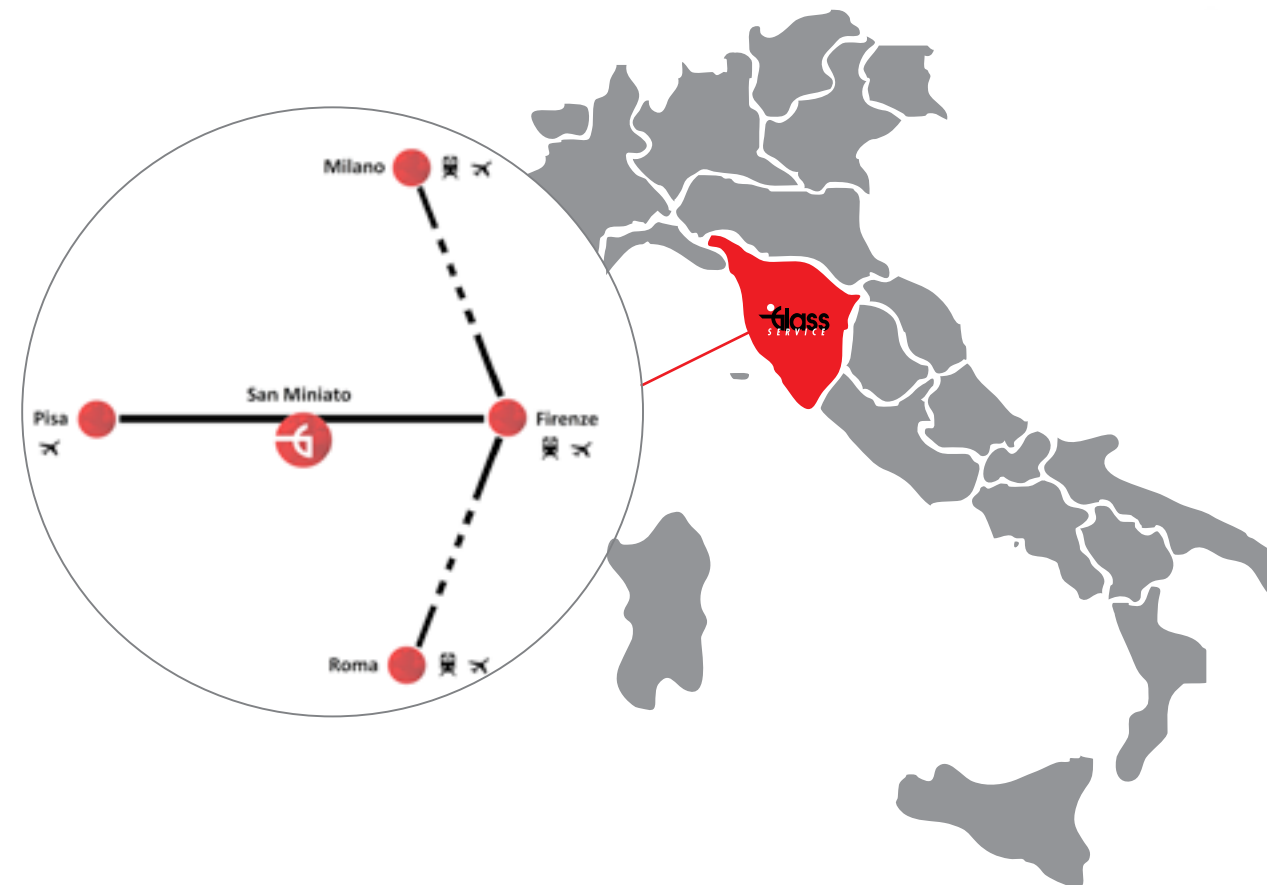 Milano
San Miniato
Pisa
Firenze
Roma
Glass
SERVICE